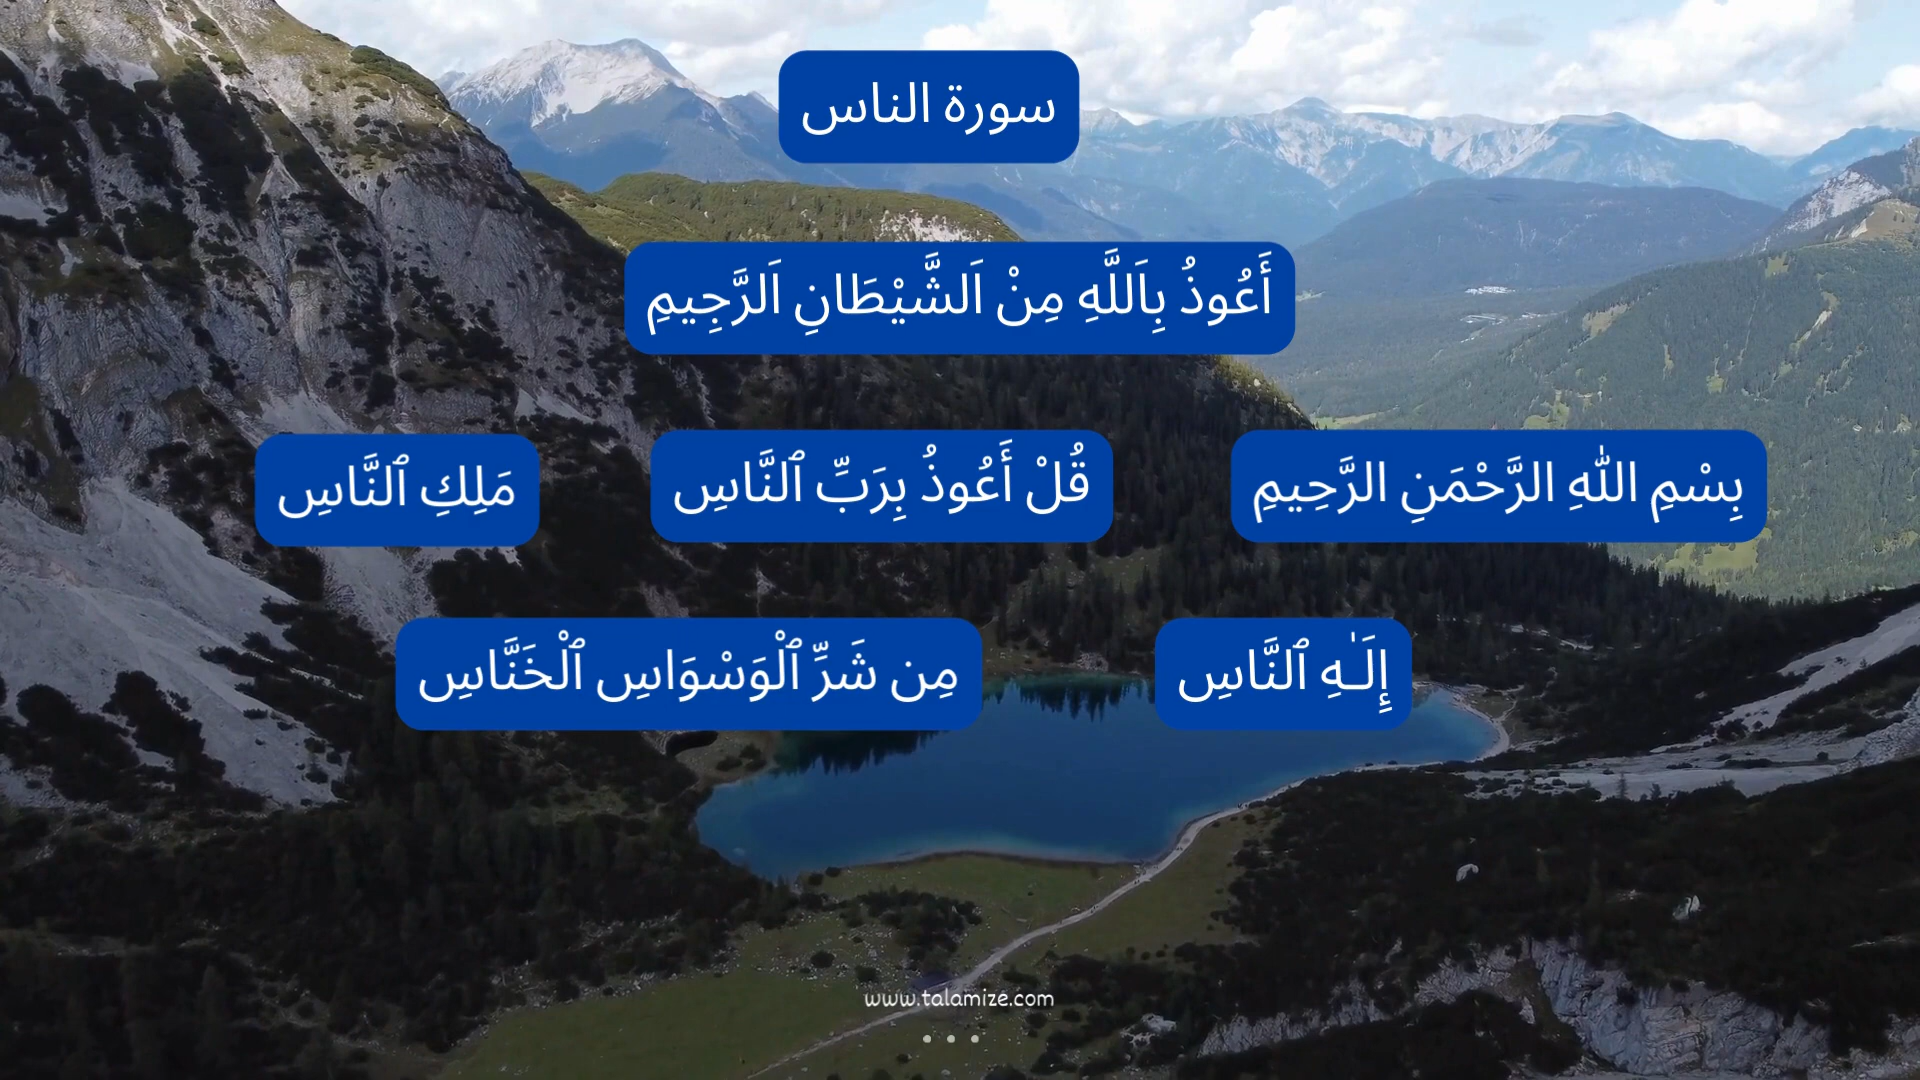 سورة الناس
أَعُوذُ بِاَللَّهِ مِنْ اَلشَّيْطَانِ اَلرَّجِيمِ
بِسْمِ اللّٰهِ الرَّحْمَنِ الرَّحِيمِ
قُلْ أَعُوذُ بِرَبِّ ٱلنَّاسِ
مَلِكِ ٱلنَّاسِ
إِلَـٰهِ ٱلنَّاسِ
مِن شَرِّ ٱلْوَسْوَاسِ ٱلْخَنَّاسِ
www.talamize.com